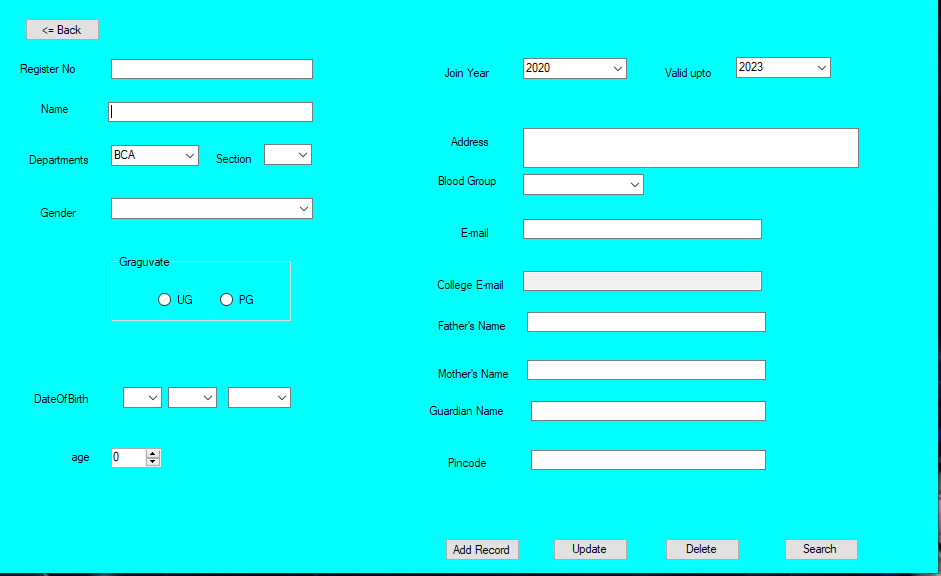 <= Back
Register No
Join Year 2020 Valid upto 2023
Name
Departments BCA Section
Address
Blood Group
Gender
E-mail
Graguvate
UG PG
College E-mail
Father's Name
Mother's Name
DateOfBirth
Guardian Name
age 0
Pincode
Add Record Update Delete Search